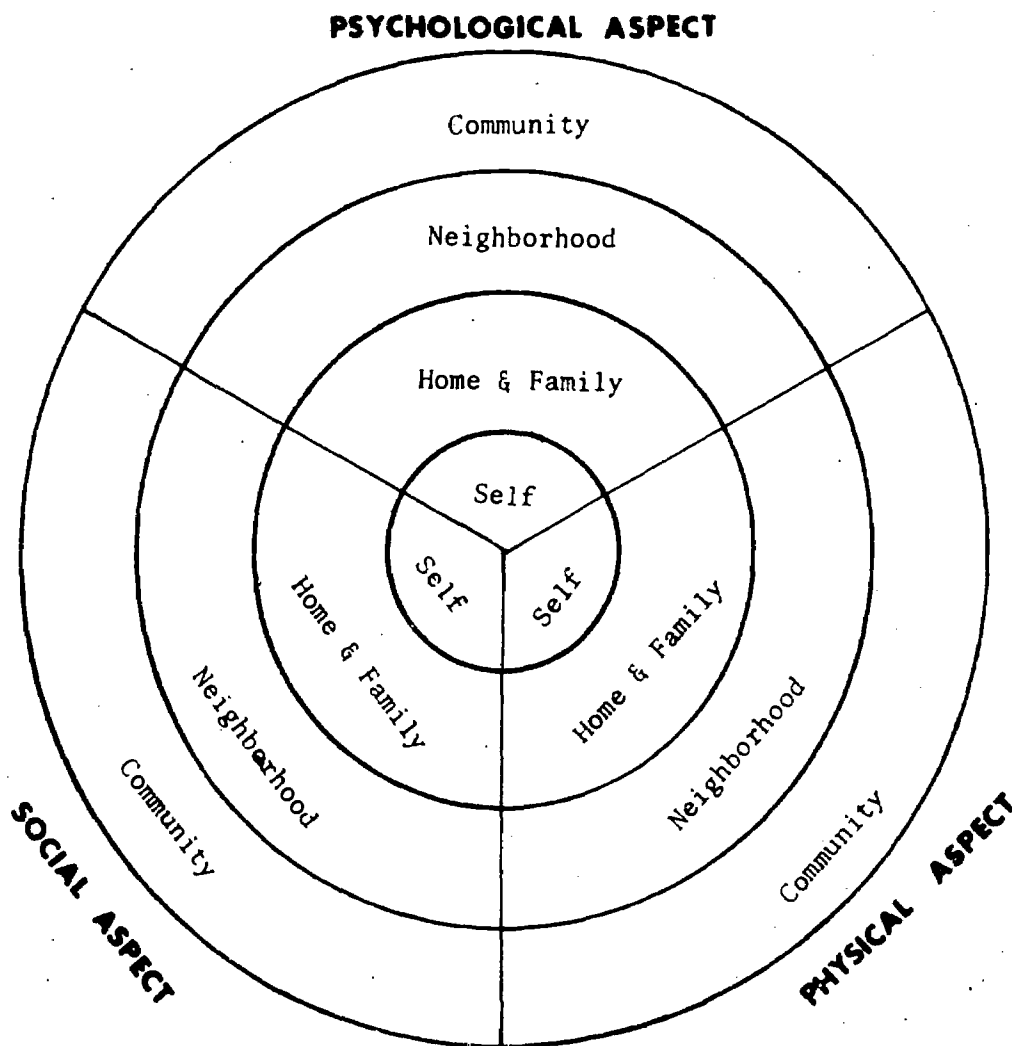 PSYCHOLOGICAL ASPECT
Community
Neighborhood
Home & Family
Self
Self
Self
Home & Family
Home & Family
Neighborhood
Neighborhood
Community
Community
SOCIAL ASPECT
PHYSICAL ASPECT